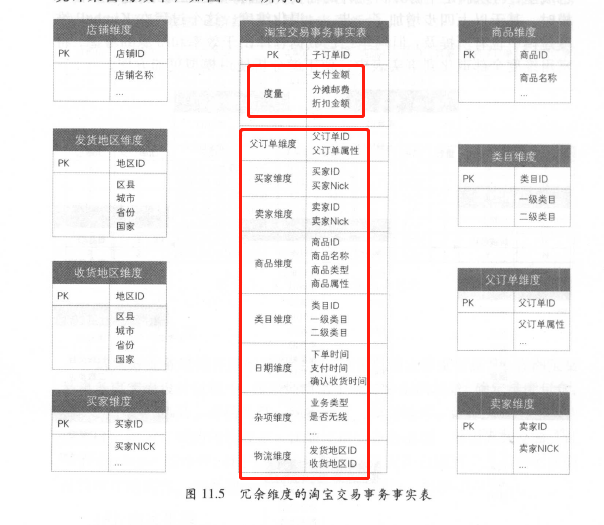 店铺维度
PK 店铺ID
店铺名称
...
发货地区维度
PK 地区ID
区县
城市
省份
国家
收货地区维度
PK 地区ID
区县
城市
省份
国家
买家维度
PK 买家ID
买家NICK
...
淘宝交易事务事实表
PK 子订单ID
度量
支付金额
分摊邮费
折扣金额
父订单维度
父订单ID
父订单属性
买家维度
买家ID
买家Nick
卖家维度
卖家ID
卖家Nick
商品维度
商品ID
商品名称
商品类型
商品属性
类目维度
类目ID
一级类目
二级类目
日期维度
下单时间
支付时间
确认收货时间
杂项维度
业务类型
是否无线
...
物流维度
发货地区ID
收货地区ID
商品维度
PK 商品ID
商品名称
...
类目维度
PK 类目ID
一级类目
二级类目
父订单维度
PK 父订单ID
父订单属性
...
卖家维度
PK 卖家ID
卖家NICK
...
图 11.5 冗余维度的淘宝交易事务事实表